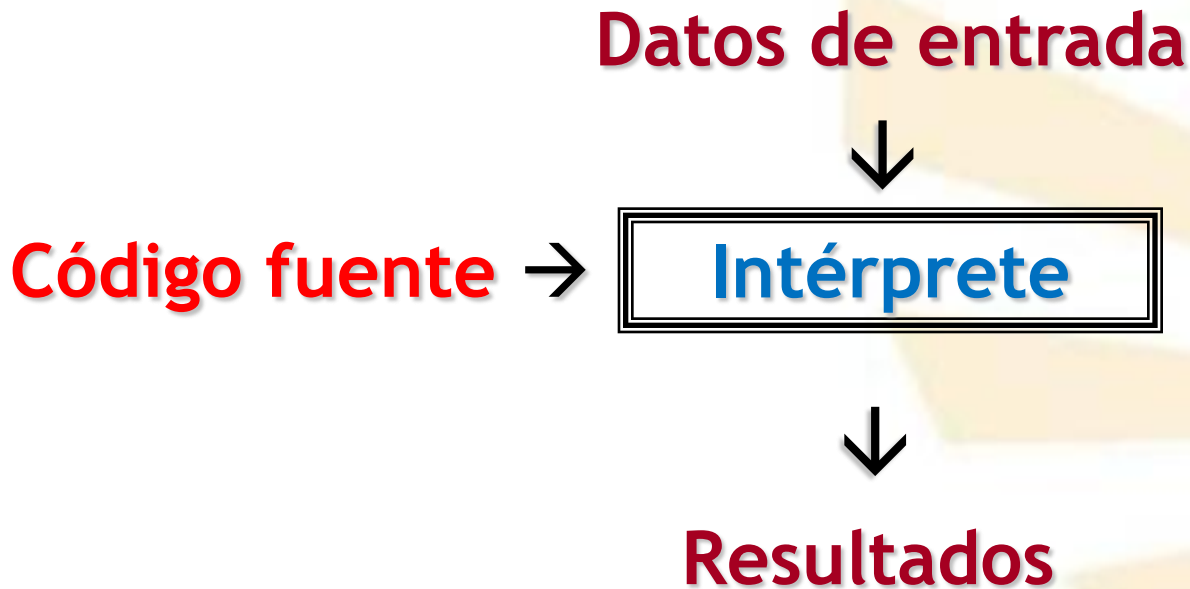 Datos de entrada
↓
Código fuente → Intérprete
↓
Resultados